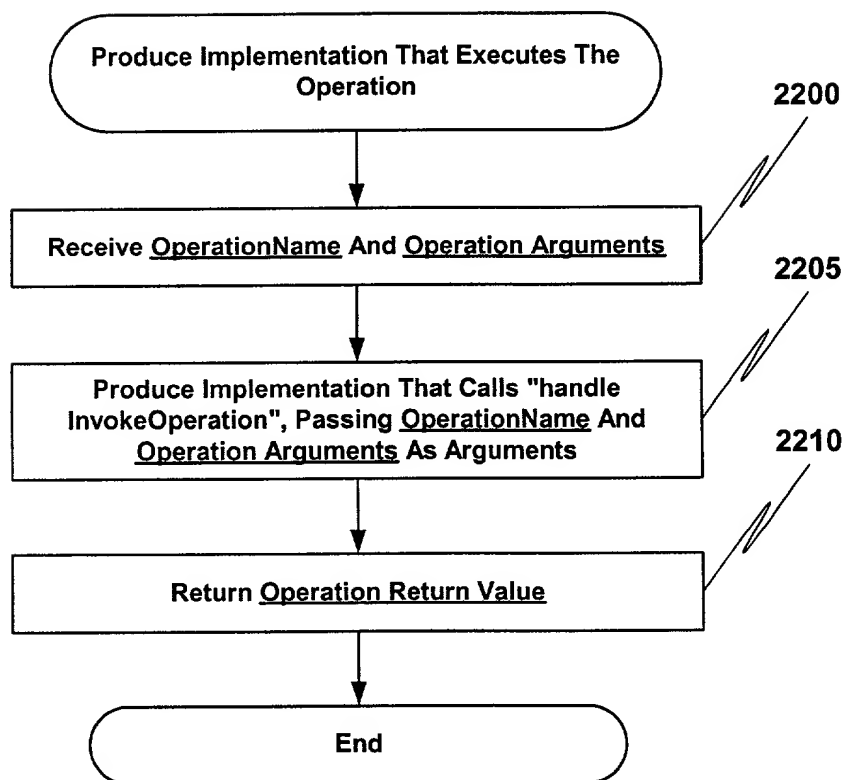 Produce Implementation That Executes The
Operation
2200
Receive OperationName And Operation Arguments
2205
Produce Implementation That Calls "handle
InvokeOperation", Passing OperationName And
Operation Arguments As Arguments
2210
Return Operation Return Value
End